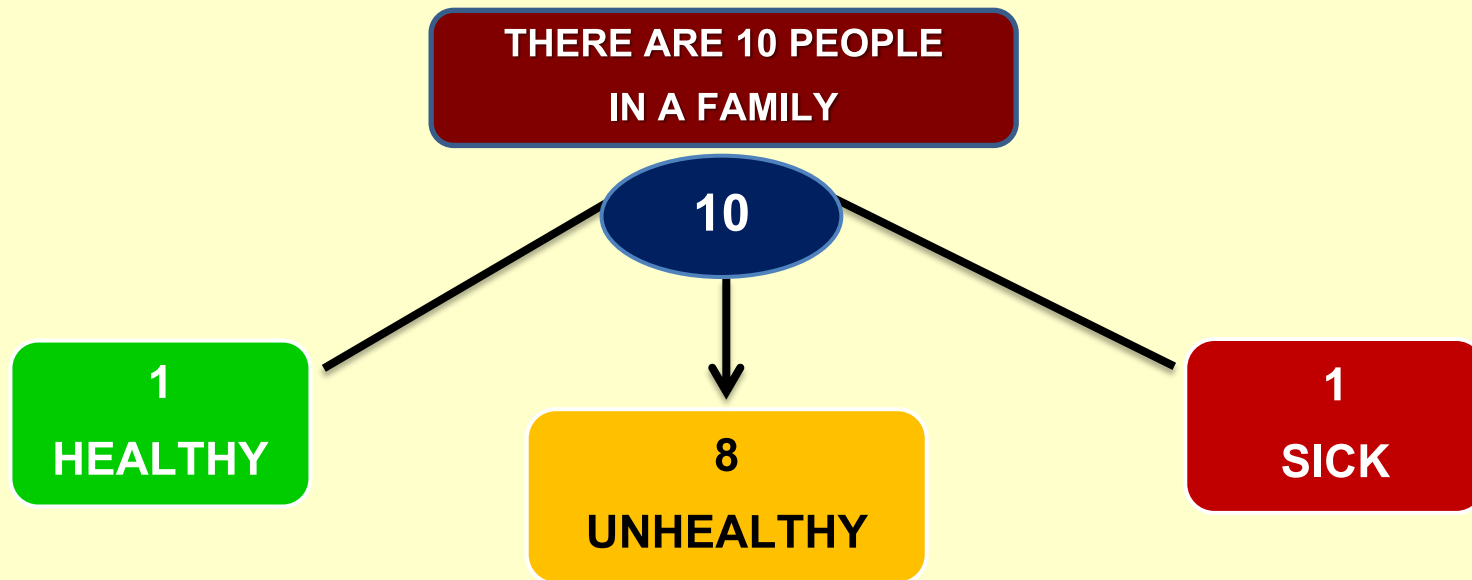 THERE ARE 10 PEOPLE
IN A FAMILY
10
1
HEALTHY
8
UNHEALTHY
1
SICK